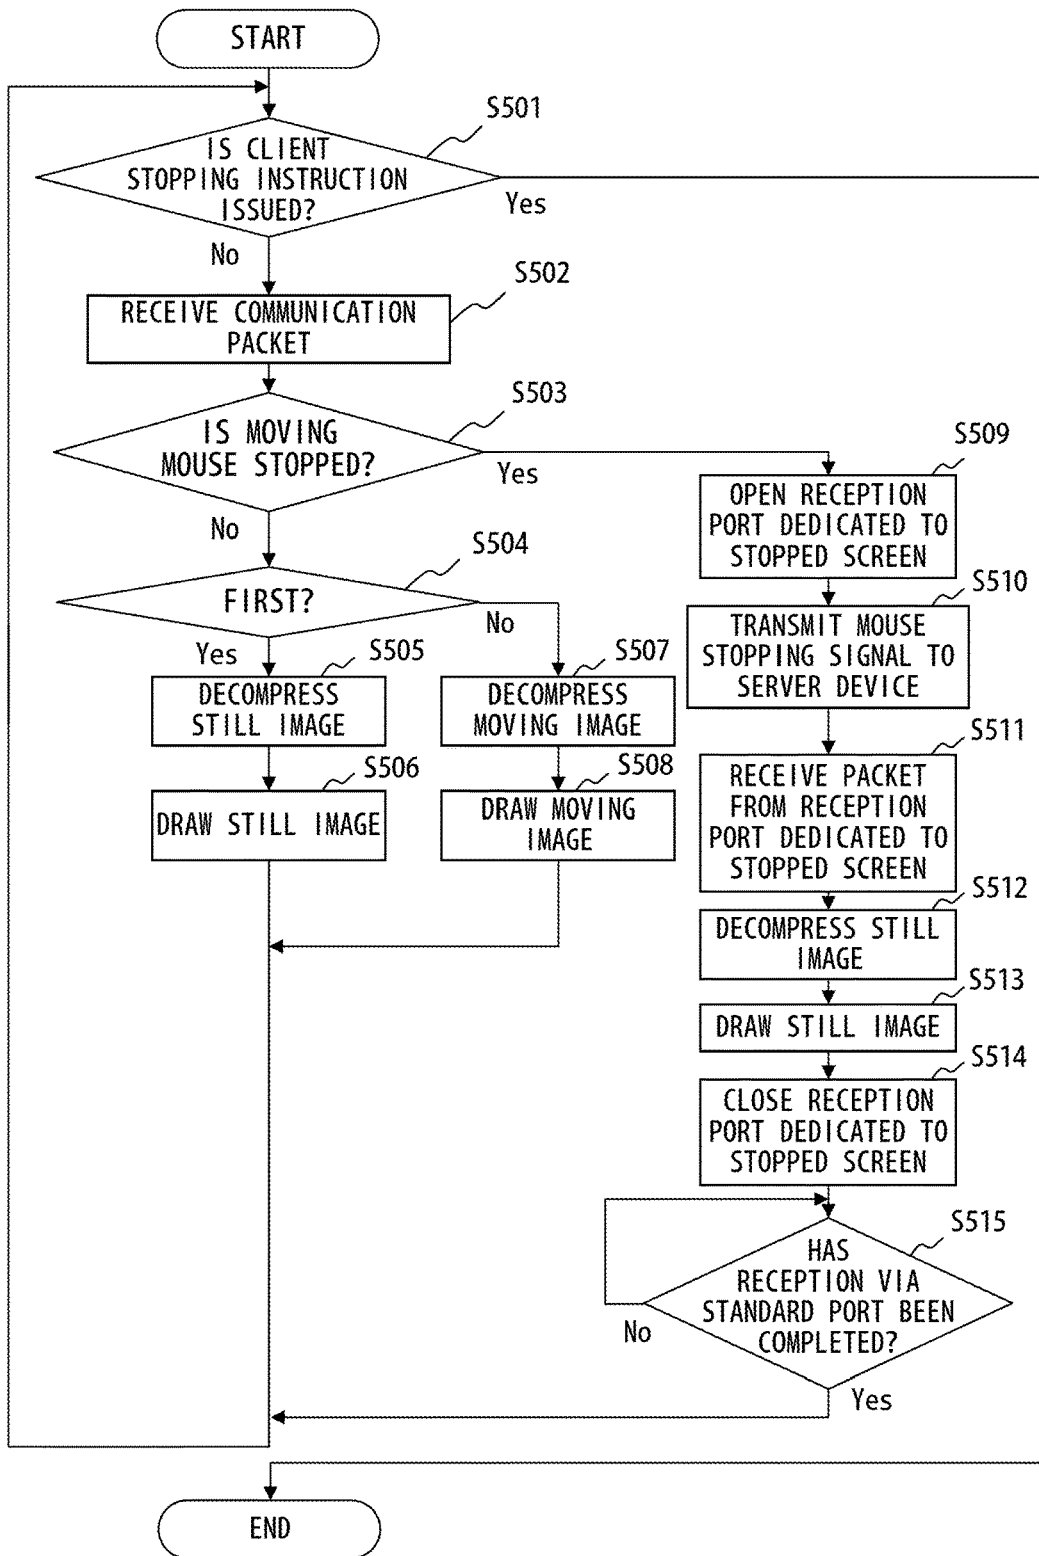 START
S501
IS CLIENT
STOPPING INSTRUCTION
ISSUED?
Yes
No
S502
RECEIVE COMMUNICATION
PACKET
S503
IS MOVING
MOUSE STOPPED?
Yes
No
S504
FIRST?
No
Yes
S505
DECOMPRESS
STILL IMAGE
S506
DRAW STILL IMAGE
S507
DECOMPRESS
MOVING IMAGE
S508
DRAW MOVING
IMAGE
S509
OPEN RECEPTION
PORT DEDICATED TO
STOPPED SCREEN
S510
TRANSMIT MOUSE
STOPPING SIGNAL TO
SERVER DEVICE
S511
RECEIVE PACKET
FROM RECEPTION
PORT DEDICATED TO
STOPPED SCREEN
S512
DECOMPRESS STILL
IMAGE
S513
DRAW STILL IMAGE
S514
CLOSE RECEPTION
PORT DEDICATED TO
STOPPED SCREEN
S515
HAS
RECEPTION VIA
STANDARD PORT BEEN
COMPLETED?
No
Yes
END